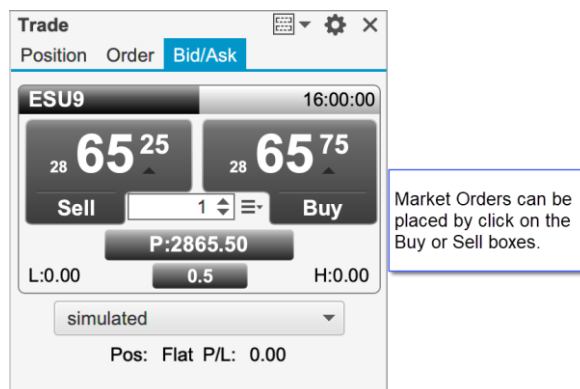 Trade
Position Order Bid/Ask
ESU9 16:00:00
28 65 25 28 65 75
Sell 1 Buy
P:2865.50
L:0.00 0.5 H:0.00
simulated
Pos: Flat P/L: 0.00
Market Orders can be
placed by click on the
Buy or Sell boxes.